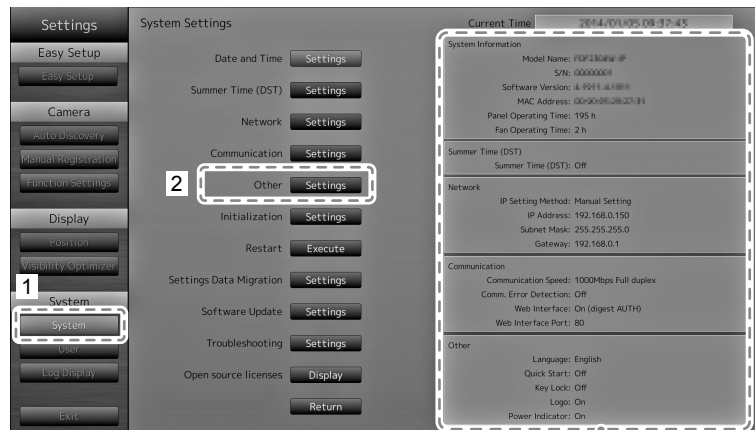 Settings
Easy Setup
Easy Setup
Camera
Auto Discovery
Manual Registration
Function Settings
Display
Position
Visibility Optimizer
1
System
System
User
Log Display
Exit
System Settings
Date and Time Settings
Summer Time (DST) Settings
Network Settings
Communication Settings
2 Other Settings
Initialization Settings
Restart Execute
Settings Data Migration Settings
Software Update Settings
Troubleshooting Settings
Open source licenses Display
Return
Current Time
System Information
Model Name:
S/N:
Software Version:
MAC Address:
Panel Operating Time: 195 h
Fan Operating Time: 2 h
Summer Time (DST)
Summer Time (DST): Off
Network
IP Setting Method: Manual Setting
IP Address: 192.168.0.150
Subnet Mask: 255.255.255.0
Gateway: 192.168.0.1
Communication
Communication Speed: 1000Mbps Full duplex
Comm. Error Detection: Off
Web Interface: On (digest AUTH)
Web Interface Port: 80
Other
Language: English
Quick Start: Off
Key Lock: Off
Logo: On
Power Indicator: On